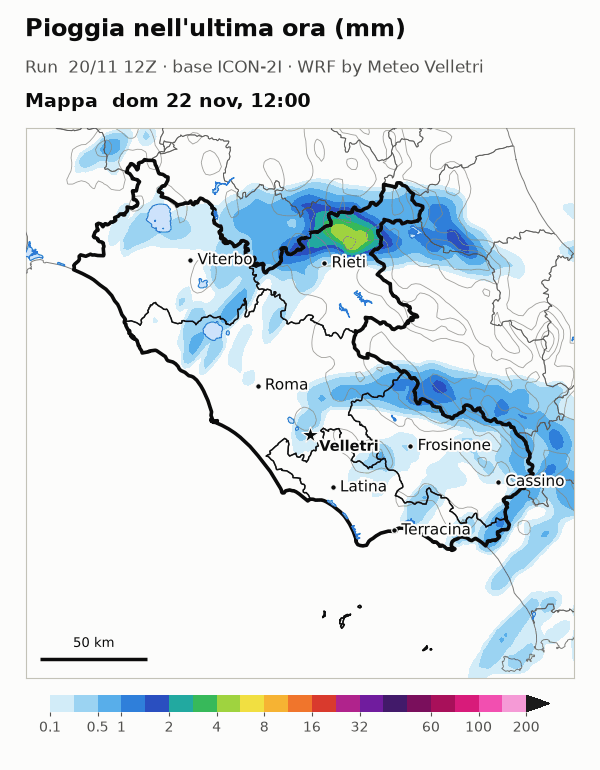 Pioggia nell'ultima ora (mm)
Run 20/11 12Z · base ICON-2I · WRF by Meteo Velletri
Mappa dom 22 nov, 12:00
Viterbo
Rieti
Roma
Velletri
Frosinone
Latina
Cassino
Terracina
50 km
0.1 0.5 1 2 4 8 16 32 60 100 200